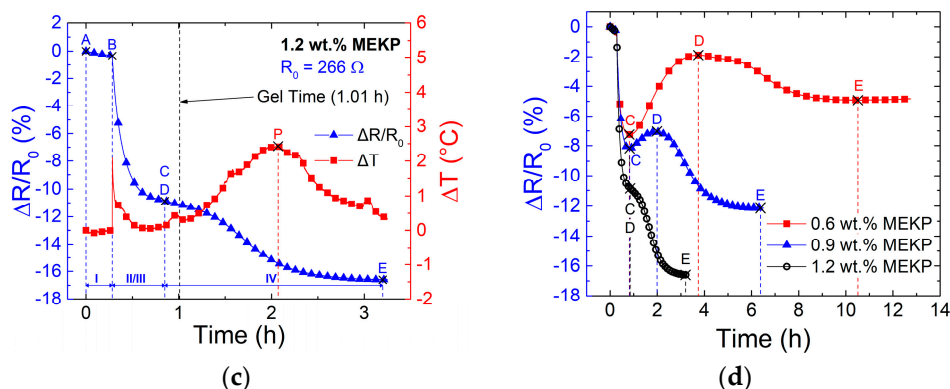 1.2 wt.% MEKP
R0 = 266 Ω
Gel Time (1.01 h)
ΔR/R0
ΔT
A
B
C
D
P
E
I
II/III
IV
2
0
-2
-4
-6
-8
-10
-12
-14
-16
-18
ΔR/R0 (%)
6
5
4
3
2
1
0
-1
-2
ΔT (°C)
0
1
2
3
Time (h)
(c)
0
-2
-4
-6
-8
-10
-12
-14
-16
-18
ΔR/R0 (%)
D
C
D
E
C
E
C
D
E
0.6 wt.% MEKP
0.9 wt.% MEKP
1.2 wt.% MEKP
0
2
4
6
8
10
12
14
Time (h)
(d)